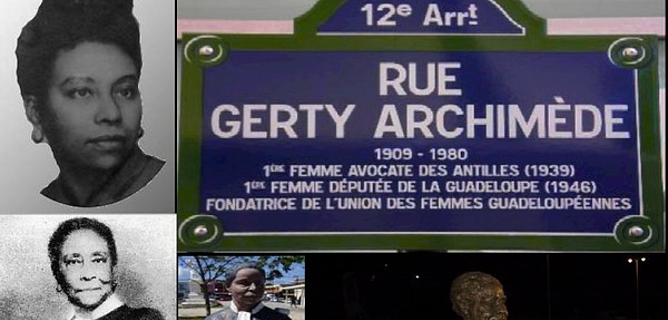 12e Arrt
RUE
GERTY ARCHIMÈDE
1909 - 1980
1ÈRE FEMME AVOCATE DES ANTILLES (1939)
1ÈRE FEMME DÉPUTÉE DE LA GUADELOUPE (1946)
FONDATRICE DE L'UNION DES FEMMES GUADELOUPÉENNES